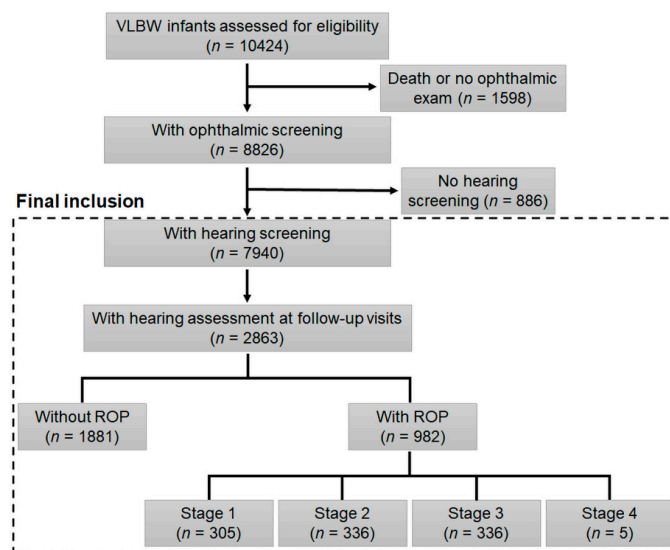 VLBW infants assessed for eligibility
(n = 10424)
Death or no ophthalmic
exam (n = 1598)
With ophthalmic screening
(n = 8826)
No hearing
screening (n = 886)
Final inclusion
With hearing screening
(n = 7940)
With hearing assessment at follow-up visits
(n = 2863)
Without ROP
(n = 1881)
With ROP
(n = 982)
Stage 1
(n = 305)
Stage 2
(n = 336)
Stage 3
(n = 336)
Stage 4
(n = 5)